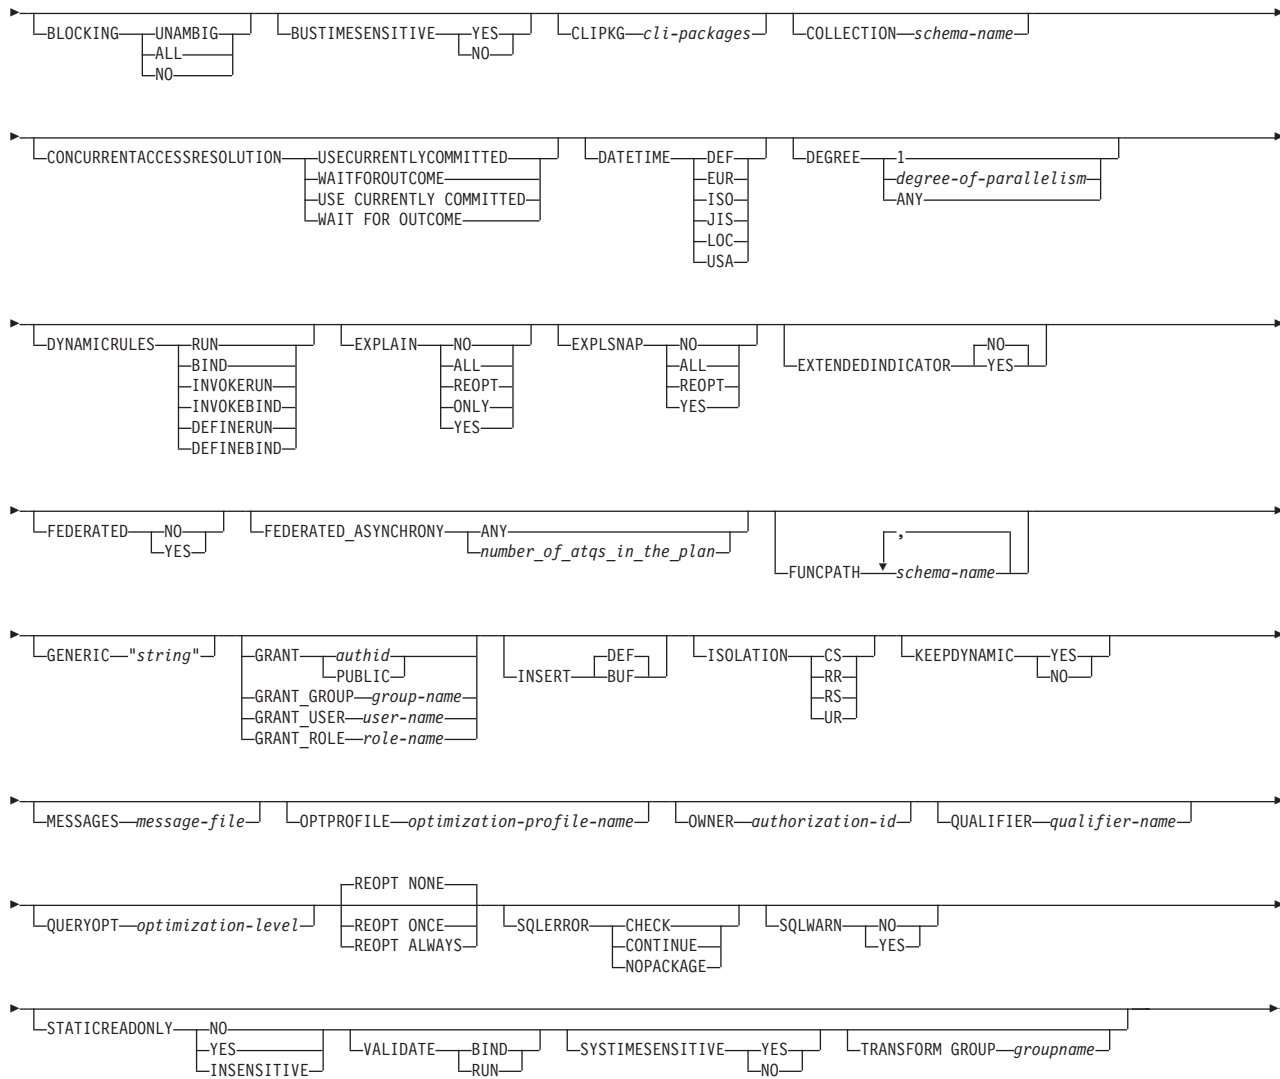 BLOCKING UNAMBIG BUSTIMESENSITIVE YES CLIPKG cli-packages COLLECTION schema-name
ALL NO
NO
CONCURRENTACCESSRESOLUTION USECURRENTLYCOMMITTED DATETIME DEF DEGREE 1
WAITFOROUTCOME EUR degree-of-parallelism
USE CURRENTLY COMMITTED ISO ANY
WAIT FOR OUTCOME JIS
LOC
USA
DYNAMICRULES RUN EXPLAIN NO EXPLSNAP NO NO
BIND ALL ALL EXTENDEDINDICATOR YES
INVOKERUN REOPT REOPT
INVOKEBIND ONLY YES
DEFINERUN YES
DEFINEBIND
FEDERATED NO FEDERATED_ASYNCHRONY ANY ,
YES number_of_atqs_in_the_plan
FUNCPATH schema-name
GENERIC "string" GRANT authid DEF ISOLATION CS KEEPDYNAMIC YES
PUBLIC INSERT BUF RR NO
GRANT_GROUP group-name RS
GRANT_USER user-name UR
GRANT_ROLE role-name
MESSAGES message-file OPTPROFILE optimization-profile-name OWNER authorization-id QUALIFIER qualifier-name
REOPT NONE
QUERYOPT optimization-level REOPT ONCE SQLERROR CHECK SQLWARN NO
REOPT ALWAYS CONTINUE YES
NOPACKAGE
STATICREADONLY NO
YES VALIDATE BIND SYSTIMESENSITIVE YES TRANSFORM GROUP groupname
INSENSITIVE RUN NO